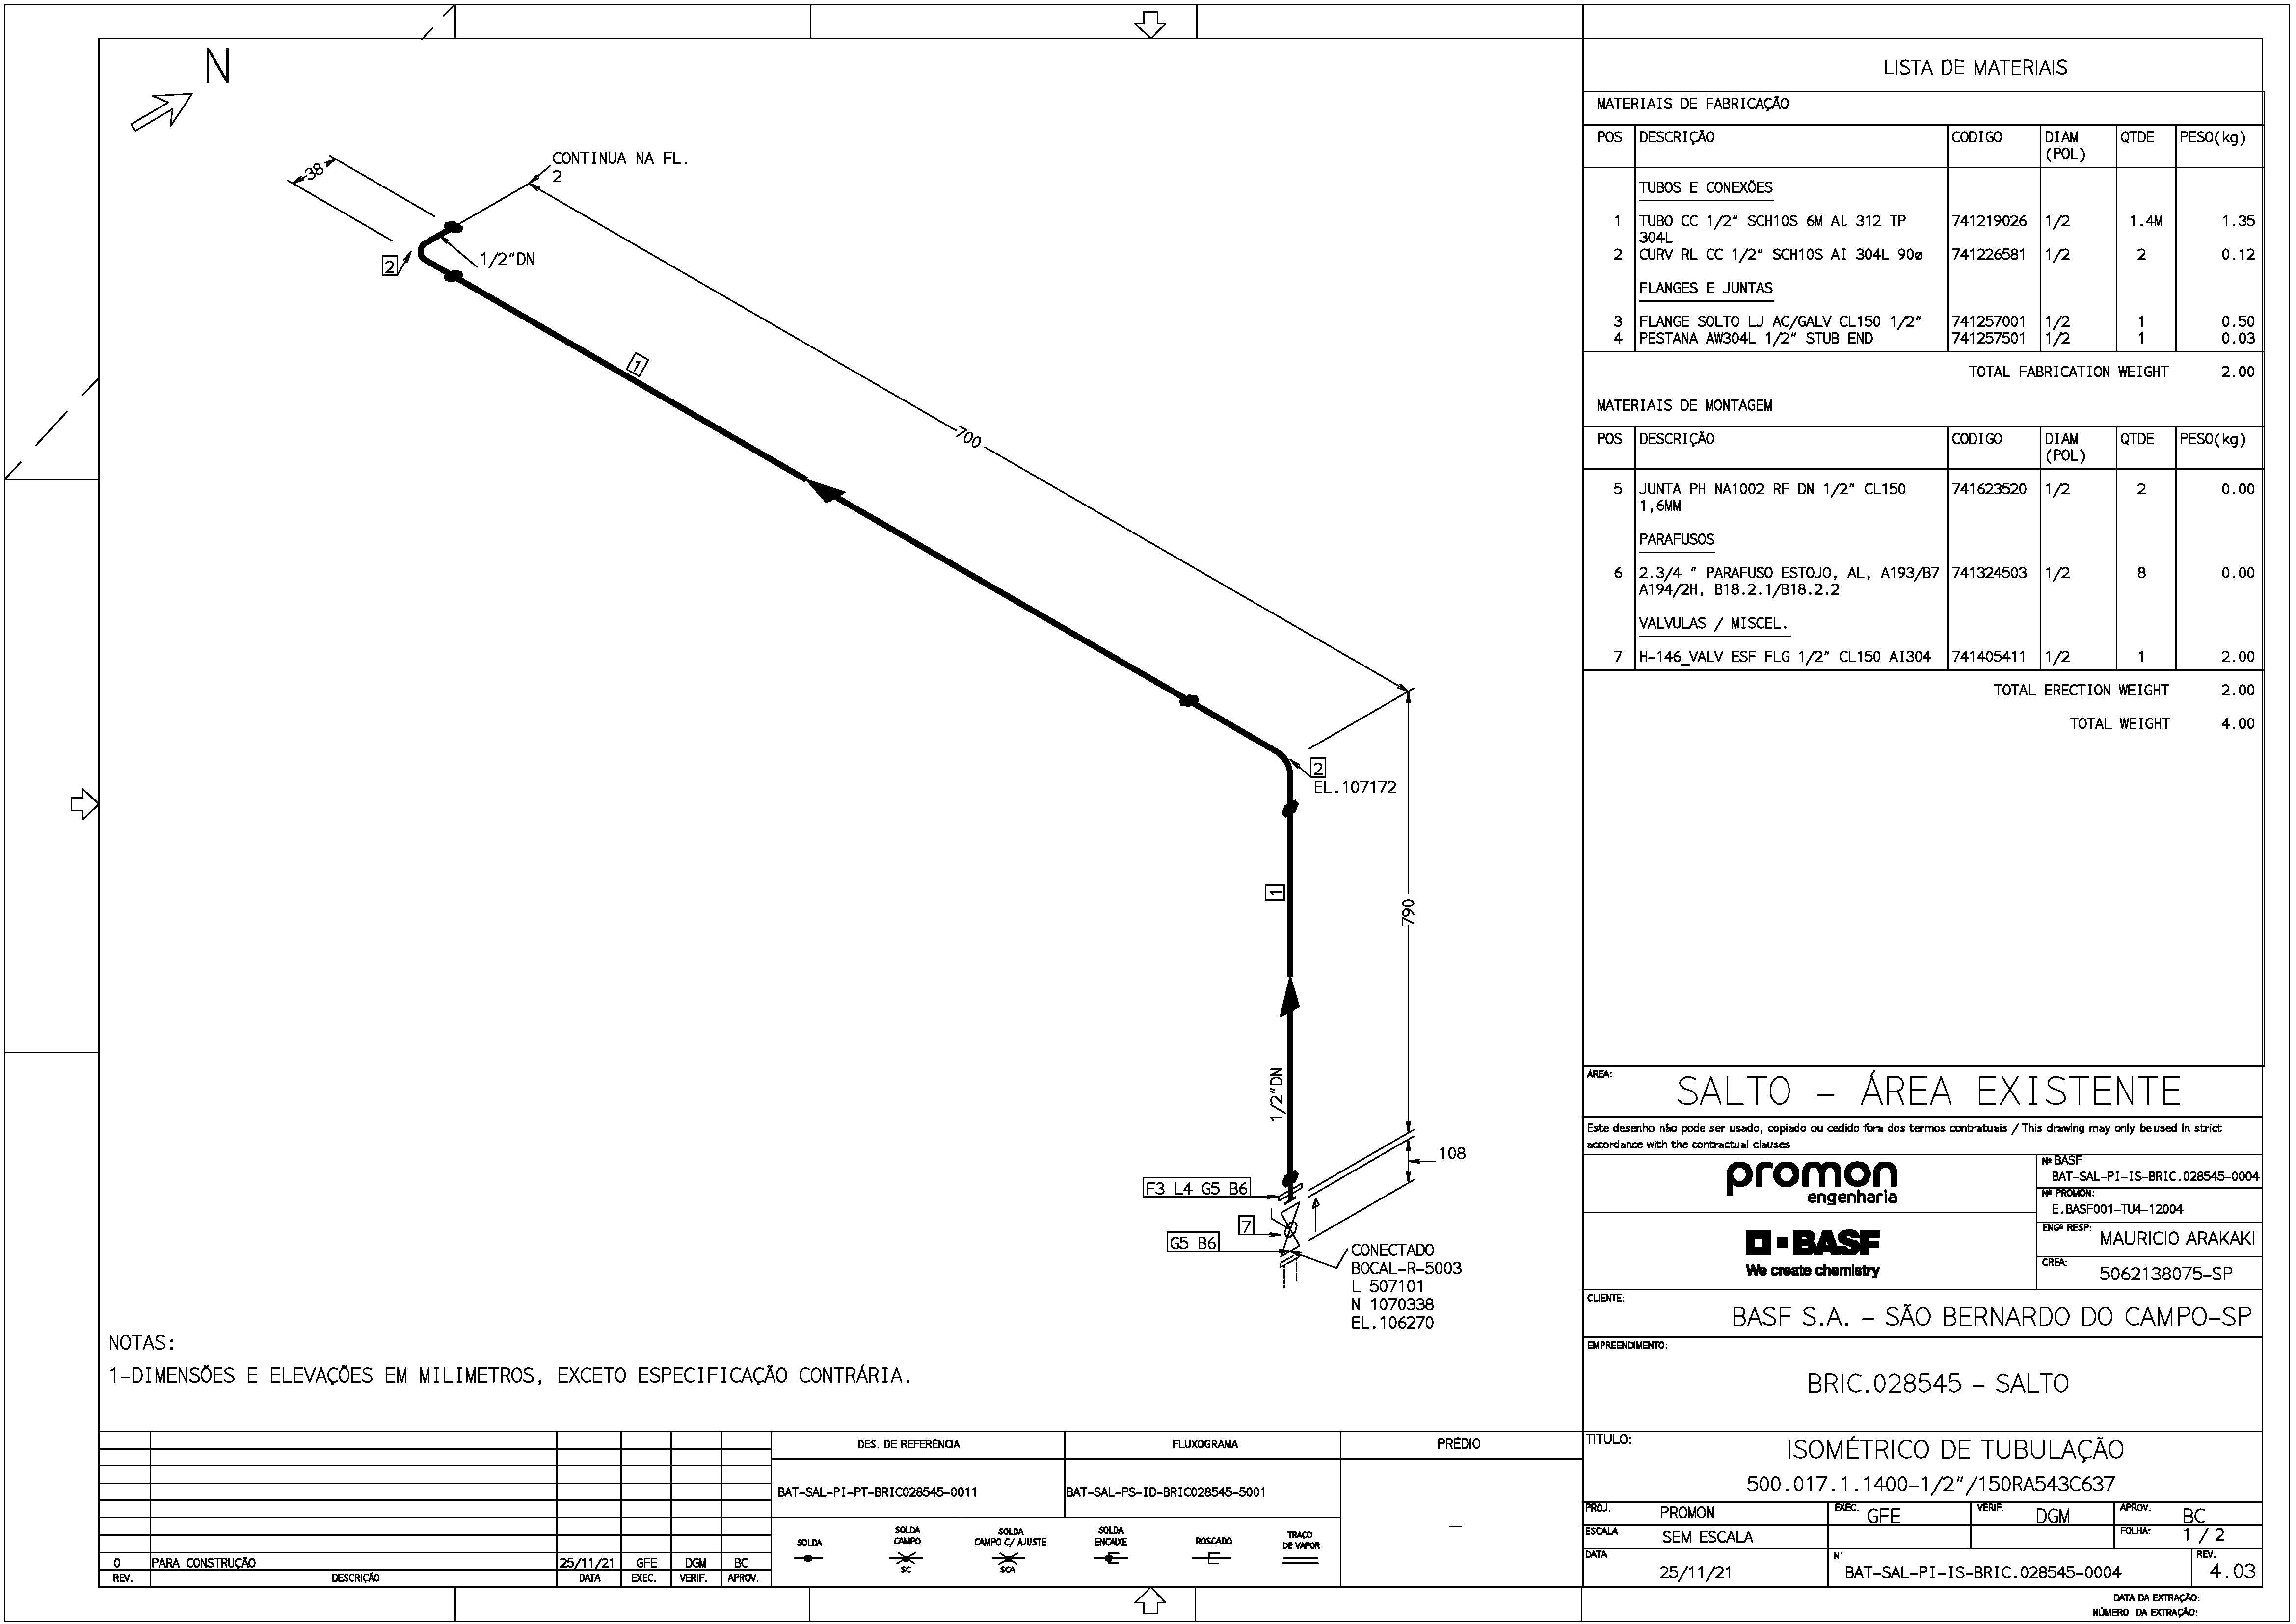 N
CONTINUA NA FL.
2
38
1/2"DN
2
1
700
2
EL.107172
1
790
1/2"DN
108
F3 L4 G5 B6
7
G5 B6
CONECTADO
BOCAL-R-5003
L 507101
N 1070338
EL.106270
NOTAS:
1-DIMENSÕES E ELEVAÇÕES EM MILIMETROS, EXCETO ESPECIFICAÇÃO CONTRÁRIA.
LISTA DE MATERIAIS
MATERIAIS DE FABRICAÇÃO
POS DESCRIÇÃO CODIGO DIAM (POL) QTDE PESO(kg)
TUBOS E CONEXÕES
1 TUBO CC 1/2" SCH10S 6M AL 312 TP 741219026 1/2 1.4M 1.35
304L
2 CURV RL CC 1/2" SCH10S AI 304L 90ø 741226581 1/2 2 0.12
FLANGES E JUNTAS
3 FLANGE SOLTO LJ AC/GALV CL150 1/2" 741257001 1/2 1 0.50
4 PESTANA AW304L 1/2" STUB END 741257501 1/2 1 0.03
TOTAL FABRICATION WEIGHT 2.00
MATERIAIS DE MONTAGEM
POS DESCRIÇÃO CODIGO DIAM (POL) QTDE PESO(kg)
5 JUNTA PH NA1002 RF DN 1/2" CL150 741623520 1/2 2 0.00
1,6MM
PARAFUSOS
6 2.3/4 " PARAFUSO ESTOJO, AL, A193/B7 741324503 1/2 8 0.00
A194/2H, B18.2.1/B18.2.2
VALVULAS / MISCEL.
7 H-146_VALV ESF FLG 1/2" CL150 AI304 741405411 1/2 1 2.00
TOTAL ERECTION WEIGHT 2.00
TOTAL WEIGHT 4.00
ÁREA:
SALTO - ÁREA EXISTENTE
Este desenho não pode ser usado, copiado ou cedido fora dos termos contratuais / This drawing may only be used in strict
accordance with the contractual clauses
promon
engenharia
Nº BASF
BAT-SAL-PI-IS-BRIC.028545-0004
Nº PROMON:
E.BASF001-TU4-12004
BASF
We create chemistry
ENGº RESP:
MAURICIO ARAKAKI
CREA:
5062138075-SP
CLIENTE:
BASF S.A. - SÃO BERNARDO DO CAMPO-SP
EMPREENDIMENTO:
BRIC.028545 - SALTO
TITULO:
ISOMÉTRICO DE TUBULAÇÃO
500.017.1.1400-1/2"/150RA543C637
PROJ. PROMON EXEC. GFE VERIF. DGM APROV. BC
ESCALA SEM ESCALA FOLHA: 1 / 2
DATA 25/11/21 N° BAT-SAL-PI-IS-BRIC.028545-0004 REV. 4.03
DATA DA EXTRAÇÃO:
NÚMERO DA EXTRAÇÃO:
DES. DE REFERÊNCIA FLUXOGRAMA PRÉDIO
BAT-SAL-PI-PT-BRIC028545-0011 BAT-SAL-PS-ID-BRIC028545-5001 -
SOLDA
SOLDA CAMPO
SC
SOLDA CAMPO C/ AJUSTE
SCA
SOLDA ENCAIXE
ROSCADO
TRAÇO DE VAPOR
0 PARA CONSTRUÇÃO 25/11/21 GFE DGM BC
REV. DESCRIÇÃO DATA EXEC. VERIF. APROV.